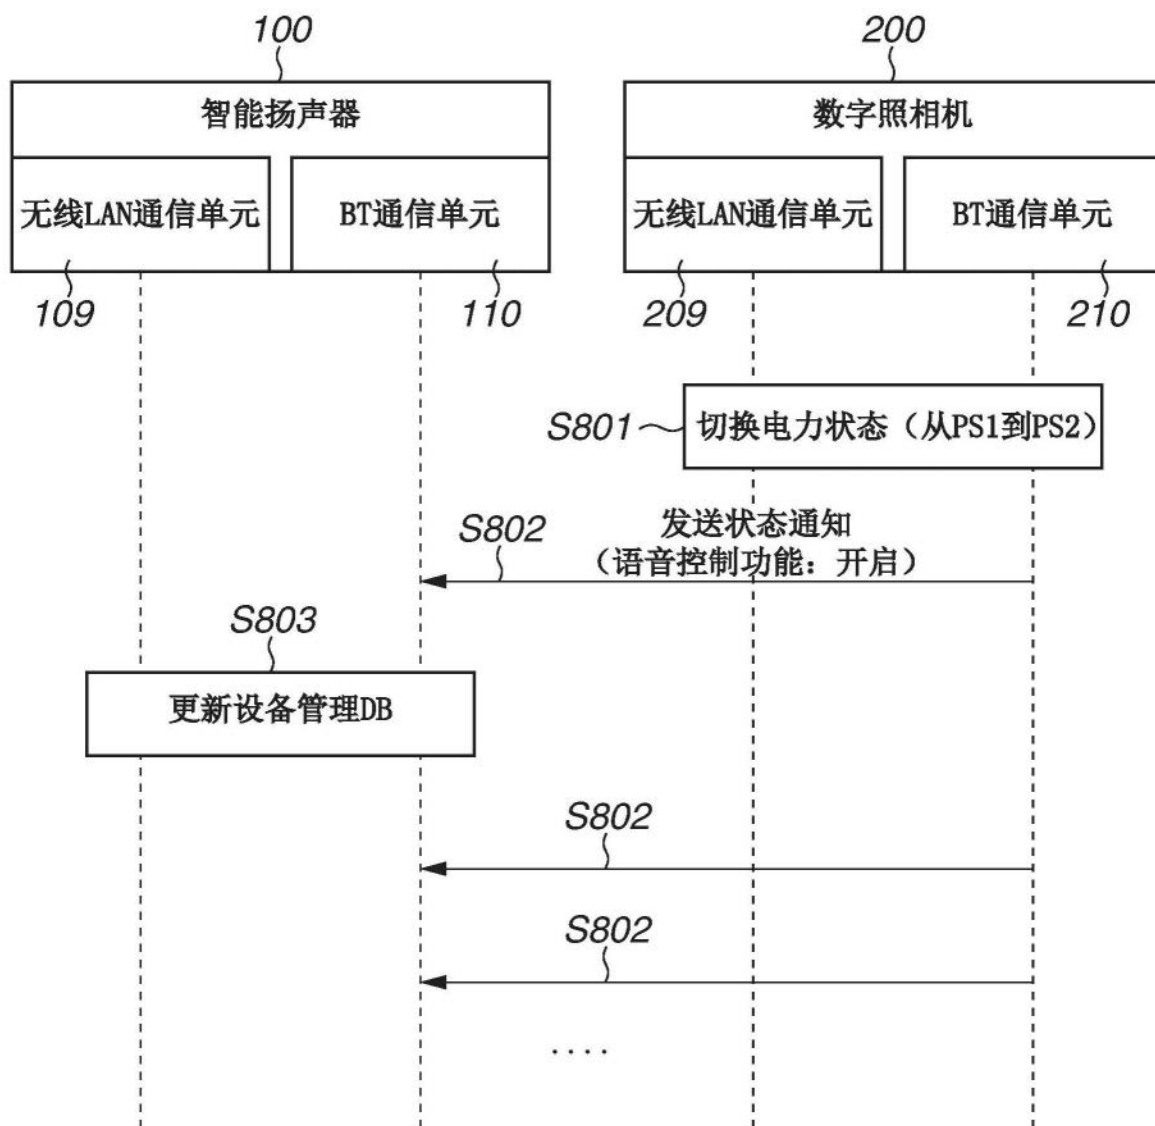 100
200
智能扬声器
数字照相机
无线LAN通信单元
BT通信单元
无线LAN通信单元
BT通信单元
109
110
209
210
S801
切换电力状态（从PS1到PS2）
S802
发送状态通知
（语音控制功能：开启）
S803
更新设备管理DB
S802
S802
....